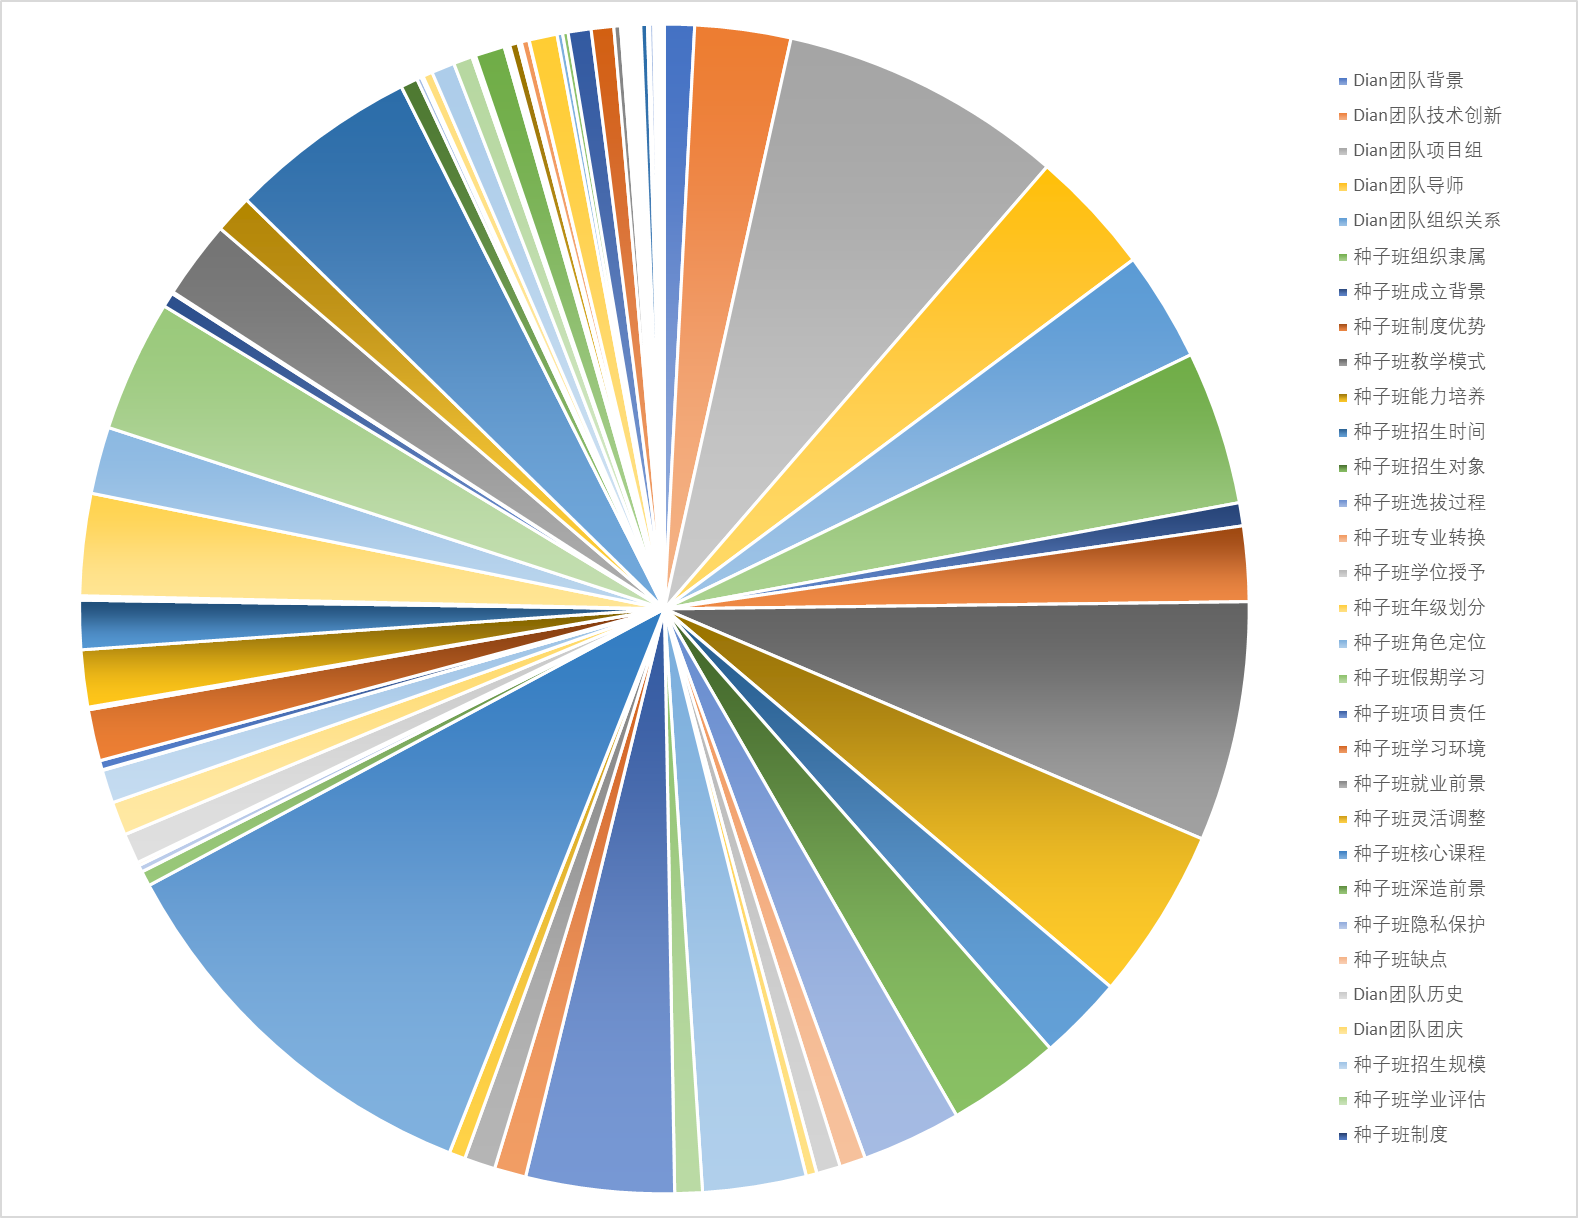 Dian团队背景
Dian团队技术创新
Dian团队项目组
Dian团队导师
Dian团队组织关系
种子班组织隶属
种子班成立背景
种子班制度优势
种子班教学模式
种子班能力培养
种子班招生时间
种子班招生对象
种子班选拔过程
种子班专业转换
种子班学位授予
种子班年级划分
种子班角色定位
种子班假期学习
种子班项目责任
种子班学习环境
种子班就业前景
种子班灵活调整
种子班核心课程
种子班深造前景
种子班隐私保护
种子班缺点
Dian团队历史
Dian团队团庆
种子班招生规模
种子班学业评估
种子班制度